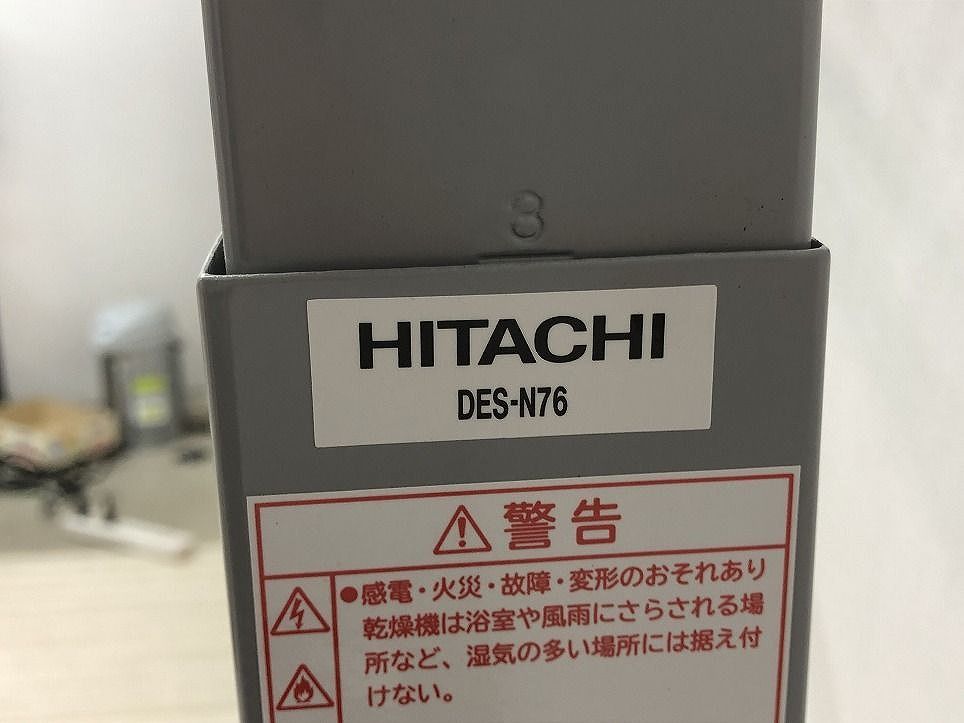 8
HITACHI
DES-N76
警告
●感電・火災・故障・変形のおそれあり
乾燥機は浴室や風雨にさらされる場
所など、湿気の多い場所には据え付
けない。